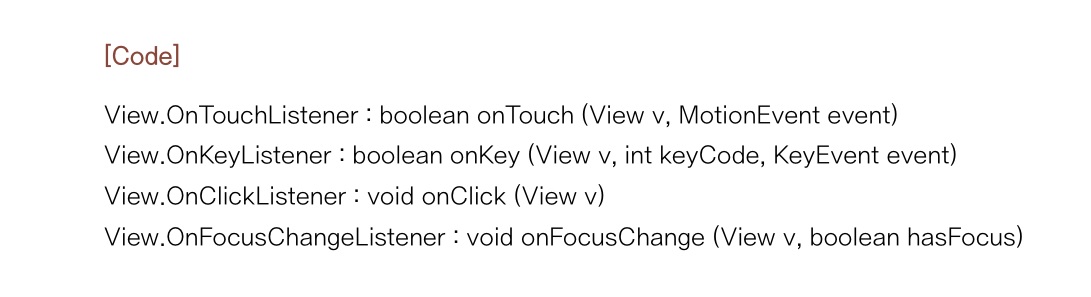 [Code]
View.OnTouchListener : boolean onTouch (View v, MotionEvent event)
View.OnKeyListener : boolean onKey (View v, int keyCode, KeyEvent event)
View.OnClickListener : void onClick (View v)
View.OnFocusChangeListener : void onFocusChange (View v, boolean hasFocus)